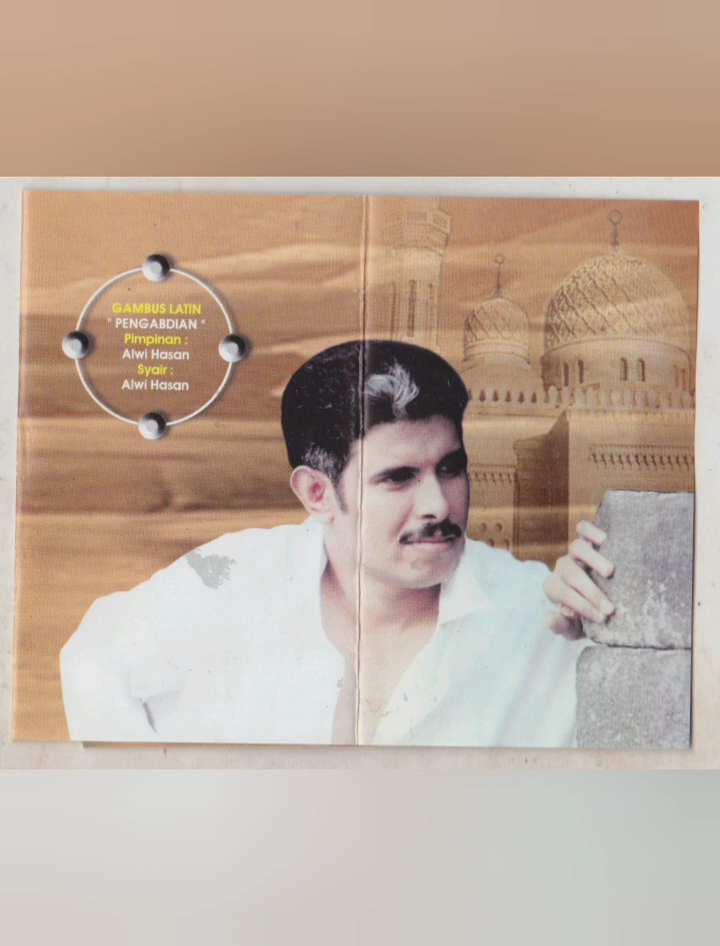 GAMBUS LATIN
" PENGABDIAN "
Pimpinan :
Alwi Hasan
Syair :
Alwi Hasan